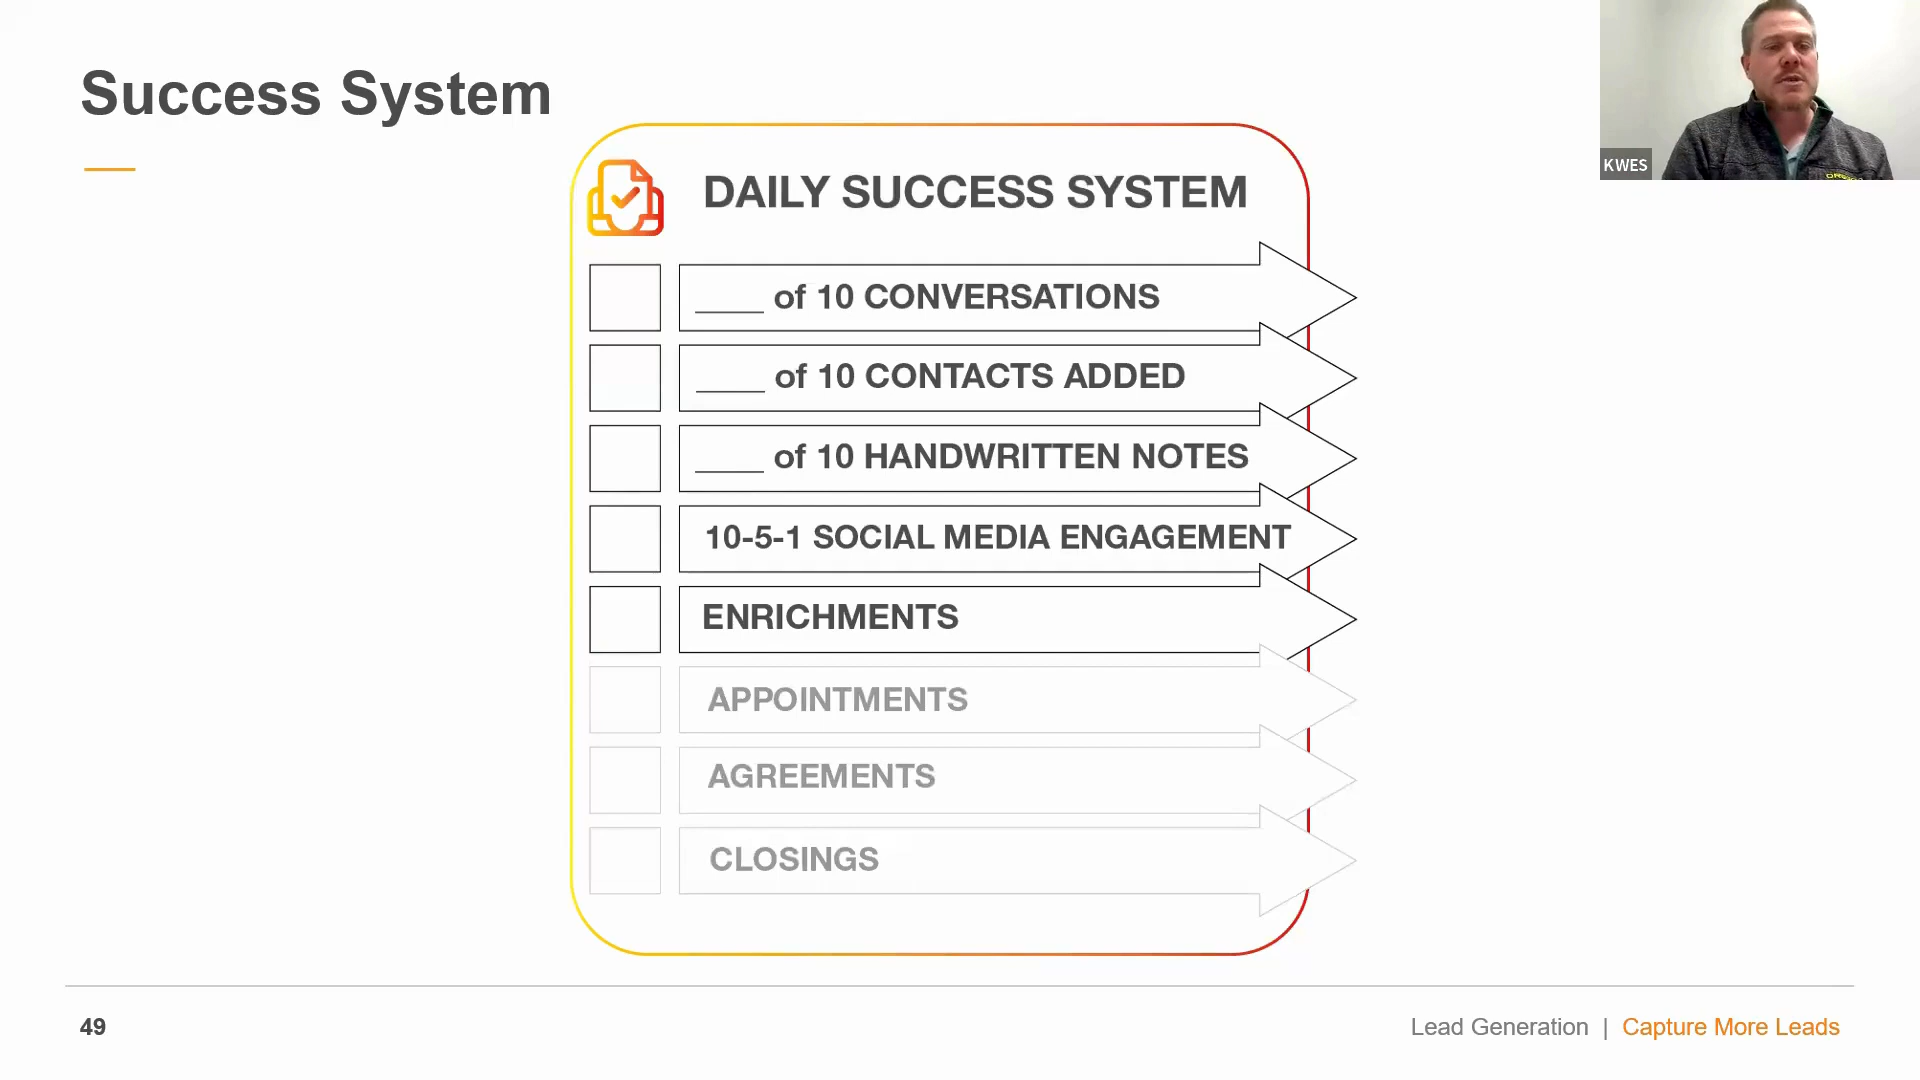 Success System
KWES
DAILY SUCCESS SYSTEM
____ of 10 CONVERSATIONS
____ of 10 CONTACTS ADDED
____ of 10 HANDWRITTEN NOTES
10-5-1 SOCIAL MEDIA ENGAGEMENT
ENRICHMENTS
APPOINTMENTS
AGREEMENTS
CLOSINGS
49
Lead Generation | Capture More Leads